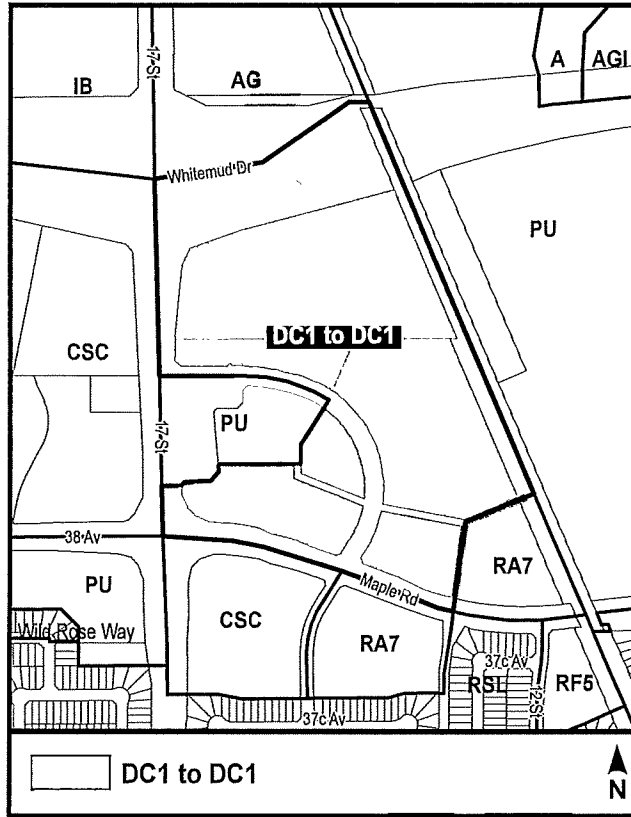 17-St
IB
AG
A
AGI
Whitemud Dr
PU
DC1 to DC1
CSC
PU
17-St
38 Av
PU
Maple Rd
RA7
CSC
Wild Rose Way
RA7
37c Av
RSL
12-St
RF5
37c Av
DC1 to DC1
N